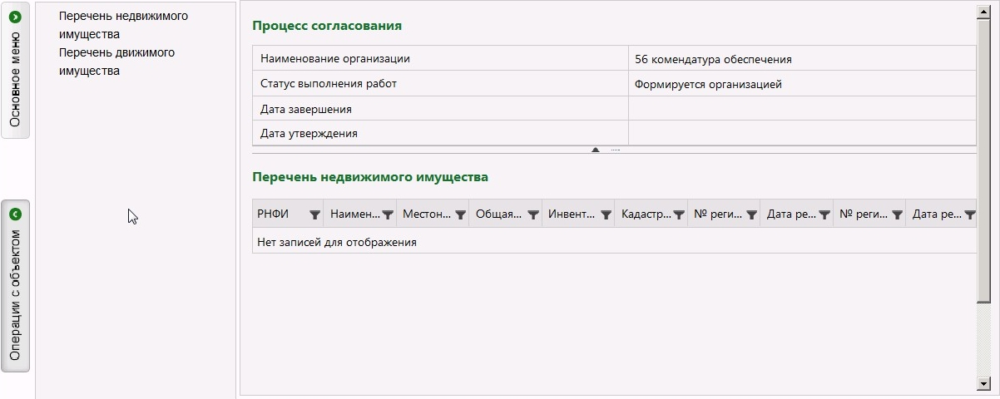 Основное меню
Операции с объектом
Перечень недвижимого
имущества
Перечень движимого
имущества
Процесс согласования
Наименование организации 56 комендатура обеспечения
Статус выполнения работ Формируется организацией
Дата завершения
Дата утверждения
Перечень недвижимого имущества
РНФИ Наимен... Местон... Общая... Инвент... Кадастр... № реги... Дата ре... № реги... Дата ре...
Нет записей для отображения